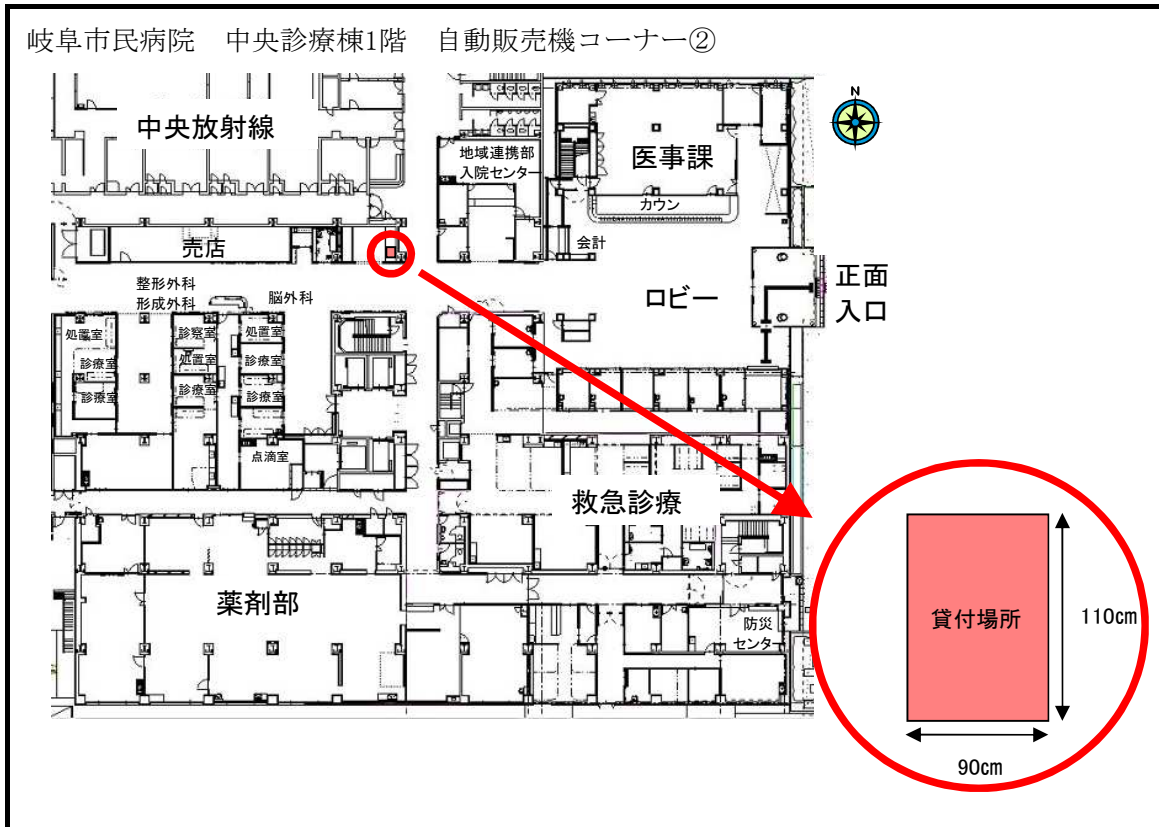 岐阜市民病院　中央診療棟1階　自動販売機コーナー②
中央放射線
地域連携部
入院センター
医事課
カウン
会計
売店
N
正面
入口
ロビー
整形外科
形成外科
脳外科
処置室
診療室
診療室
診察室
処置室
診療室
処置室
診療室
診療室
点滴室
救急診療
薬剤部
防災
センター
貸付場所
110cm
90cm